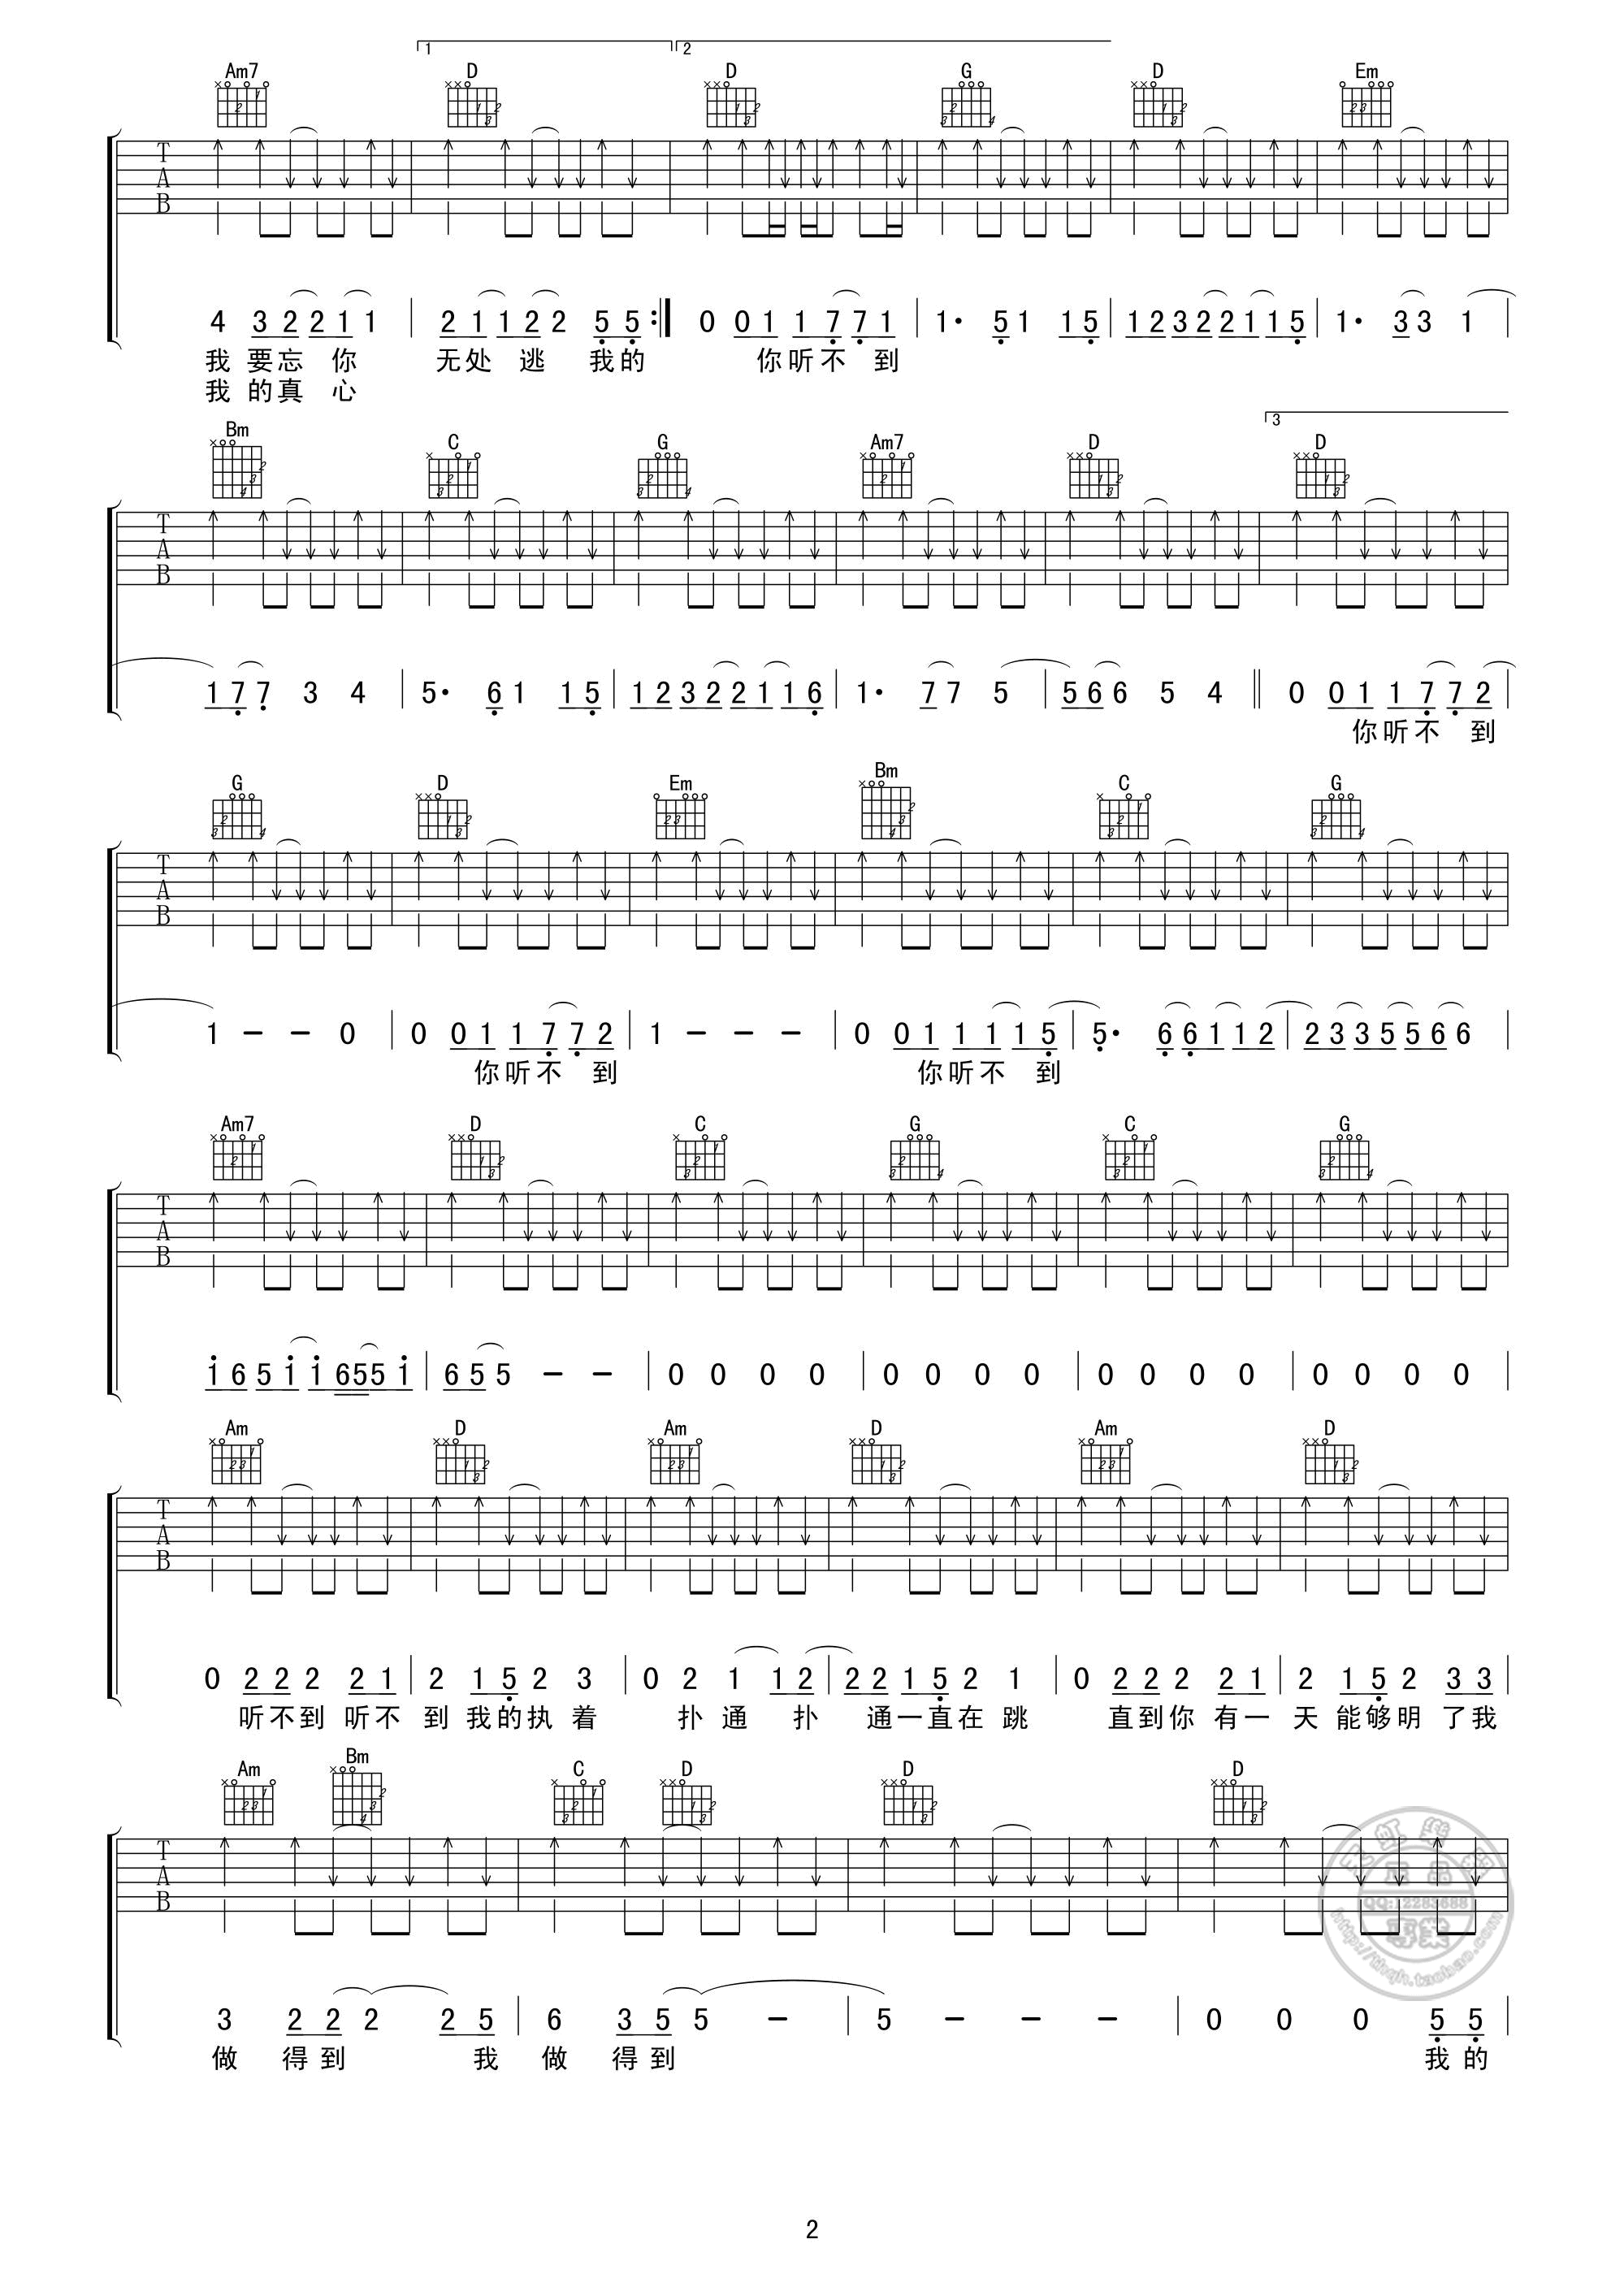 1 2
Am7 D D G D Em
T
A
B
4 3 2 2 1 1 | 2 1 1 2 2 5 5 :| 0 0 1 1 7 7 1 | 1· 5 1 1 5 | 1 2 3 2 2 1 1 5 | 1· 3 3 1 |
我 要 忘 你 无 处 逃 我 的 你 听 不 到
我 的 真 心
3
Bm C G Am7 D D
T
A
B
1 7 7 3 4 | 5· 6 1 1 5 | 1 2 3 2 2 1 1 6 | 1· 7 7 5 | 5 6 6 5 4 || 0 0 1 1 7 7 2 |
你 听 不 到
G D Em Bm C G
T
A
B
1 - - 0 | 0 0 1 1 7 7 2 | 1 - - - | 0 0 1 1 1 1 5 | 5· 6 6 1 1 2 | 2 3 3 5 5 6 6 |
你 听 不 到 你 听 不 到
Am7 D C G C G
T
A
B
1 6 5 1 1 6 5 5 1 | 6 5 5 - - | 0 0 0 0 | 0 0 0 0 | 0 0 0 0 | 0 0 0 0 |
Am D Am D Am D
T
A
B
0 2 2 2 2 1 | 2 1 5 2 3 | 0 2 1 1 2 | 2 2 1 5 2 1 | 0 2 2 2 2 1 | 2 1 5 2 3 3 |
听 不 到 听 不 到 我 的 执 着 扑 通 扑 通 一 直 在 跳 直 到 你 有 一 天 能 够 明 了 我
Am Bm C D D D
T
A
B
3 2 2 2 2 5 | 6 3 5 5 - | 5 - - - | 0 0 0 5 5 |
做 得 到 我 做 得 到 我 的
QQ:12283688
http://thqh.taobao.com
2